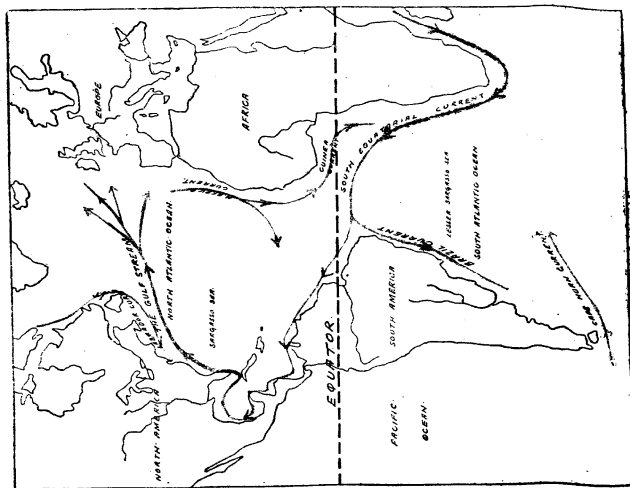 EUROPE
NORTH AMERICA
GULF STREAM
NORTH ATLANTIC OCEAN
SARGASSO SEA.
CURRENT
AFRICA
GUINEA
EQUATOR
SOUTH EQUATORIAL CURRENT
BRAZIL CURRENT
LESSER SARGASSO SEA
SOUTH ATLANTIC OCEAN
SOUTH AMERICA
PACIFIC
OCEAN.
CAPE HORN CURRENT